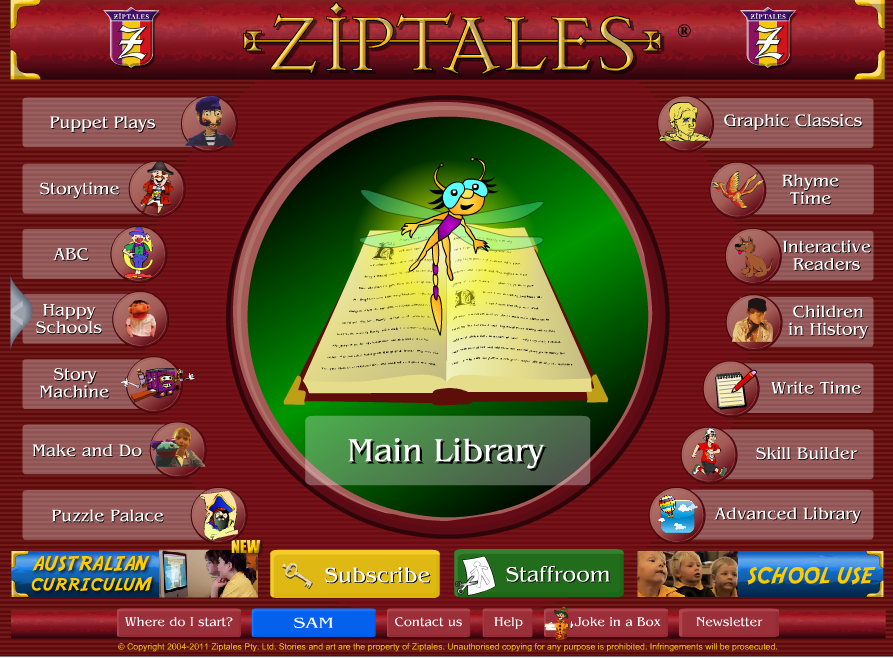 ZIPTALES
Z
ZIPTALES ®
ZIPTALES
Z
Puppet Plays
Storytime
ABC
Happy
Schools
Story
Machine
Make and Do
Puzzle Palace
Main Library
Graphic Classics
Rhyme
Time
Interactive
Readers
Children
in History
Write Time
Skill Builder
Advanced Library
AUSTRALIAN
CURRICULUM
NEW
Subscribe
Staffroom
SCHOOL USE
Where do I start?
SAM
Contact us
Help
Joke in a Box
Newsletter
© Copyright 2004-2011 Ziptales Pty. Ltd. Stories and art are the property of Ziptales. Unauthorised copying for any purpose is prohibited. Infringements will be prosecuted.